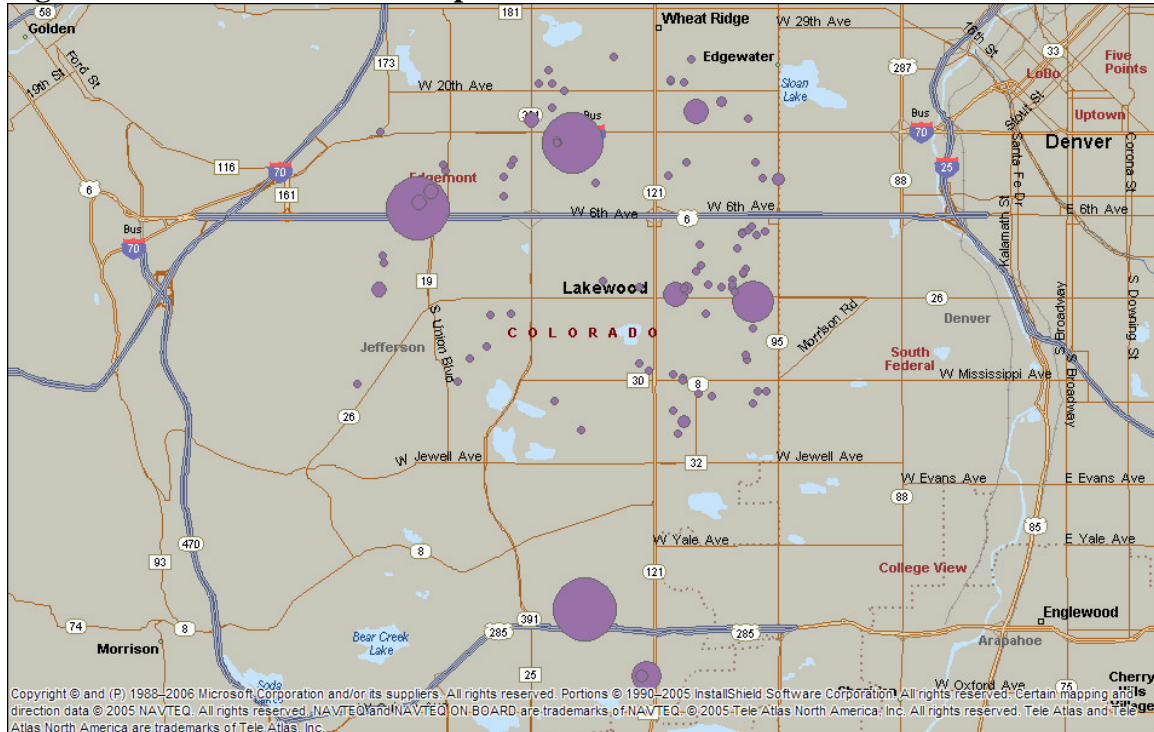 58
Golden
181
Wheat Ridge
W 29th Ave
16th St
33
Five
Points
Ford St
173
Edgewater
287
LoDo
19th St
W 20th Ave
Sloan
Lake
Stout St
Uptown
Bus
Bus
70
Denver
116
70
25
Santa Fe Dr
Corona St
161
Edgemont
121
88
6
W 6th Ave
W 6th Ave
6
E 6th Ave
Kalamath St
Bus
70
19
Lakewood
26
S Broadway
S Downing St
S Union Blvd
COLORADO
Morrison Rd
Denver
Jefferson
95
South
Federal
30
8
W Mississippi Ave
S Broadway
26
W Jewell Ave
32
W Jewell Ave
W Evans Ave
E Evans Ave
88
85
470
8
W Yale Ave
E Yale Ave
93
121
College View
74
8
391
Englewood
Morrison
Bear Creek
Lake
285
285
Arapahoe
25
Soda
W Oxford Ave
75
Cherry
Hills
Village
Copyright © and (P) 1988–2006 Microsoft Corporation and/or its suppliers. All rights reserved. Portions © 1990–2005 InstallShield Software Corporation. All rights reserved. Certain mapping and
direction data © 2005 NAVTEQ. All rights reserved. NAVTEQ and NAVTEQ ON BOARD are trademarks of NAVTEQ. © 2005 Tele Atlas North America, Inc. All rights reserved. Tele Atlas and Tele
Atlas North America are trademarks of Tele Atlas, Inc.